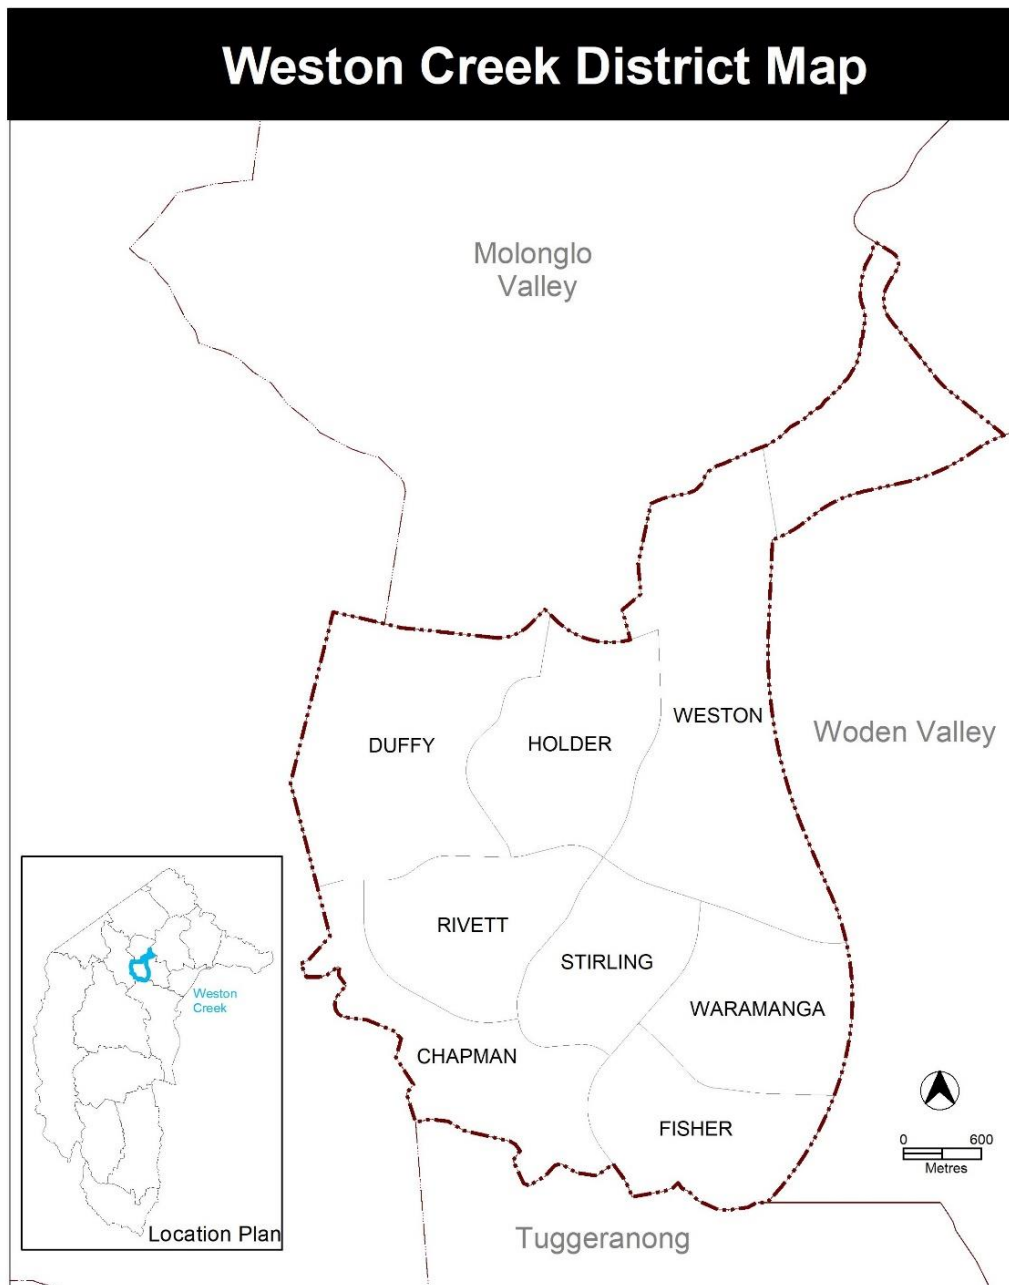 Weston Creek District Map
Molonglo
Valley
WESTON
Woden Valley
DUFFY
HOLDER
RIVETT
STIRLING
WARAMANGA
CHAPMAN
FISHER
Weston
Creek
Location Plan
0 600
Metres
Tuggeranong